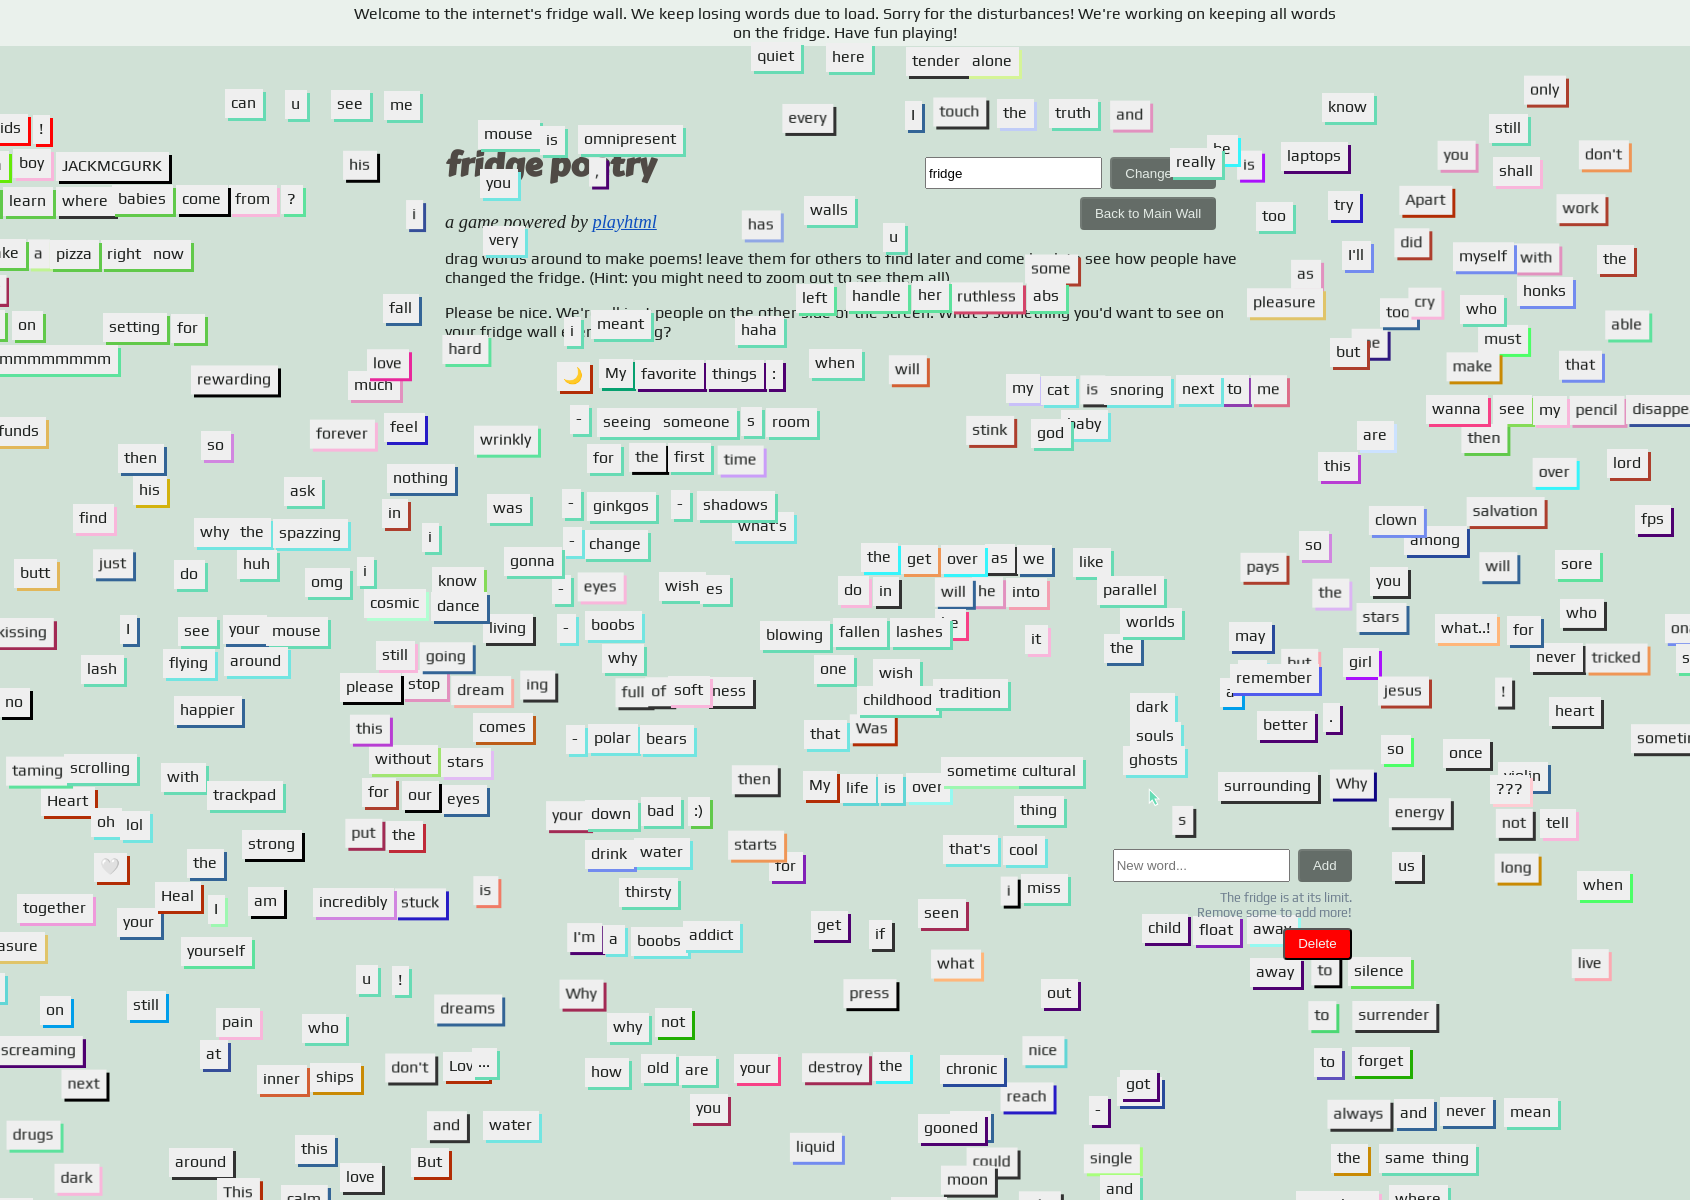 Welcome to the internet's fridge wall. We keep losing words due to load. Sorry for the disturbances! We're working on keeping all words
on the fridge. Have fun playing!
quiet here tender alone
can u see me
every I touch the truth and
know only
ids !
mouse is omnipresent
still
boy JACKMCGURK his
fridge poetry
fridge
Change
really be is laptops
you shall don't
learn where babies come from ?
you ,
i
a game powered by playhtml
has walls
Back to Main Wall
too try Apart work
ke a pizza right now
very
u
I'll did myself with the
drag words around to make poems! leave them for others to find later and come back to see how people have
changed the fridge. (Hint: you might need to zoom out to see them all)
some
as honks
left handle her ruthless abs
pleasure too cry who
fall
Please be nice. We're all just people on the other side of the screen. What's something you'd want to see on
your fridge wall every morning?
on setting for
i meant haha
able
mmmmmmmmm
hard
must
but
love
when will
make that
rewarding much
🌙 My favorite things :
my cat is snoring next to me
wanna see my pencil disappe
funds
forever feel
- seeing someone s room
stink god baby
are then
so
wrinkly
then
for the first time
this over lord
nothing
his ask
was
- ginkgos - shadows
find in
what's
clown salvation fps
why the spazzing i
- change
so among
butt just do huh omg i
gonna
the get over as we like
pays you will sore
know
- eyes wish es
do in will he into parallel
the
cosmic dance
stars who
kissing I see your mouse living
- boobs
blowing fallen lashes it worlds
may what..! for
lash flying around still going
why
one wish the
girl never tricked
but
no please stop dream ing
full of soft ness
childhood tradition
remember jesus !
happier
this comes
- polar bears
that Was
dark souls ghosts
better . heart
so once
taming scrolling with without stars
then
My life is over cultural
surrounding Why ???
Heart trackpad for our eyes
your down bad :)
thing
s
energy not tell
oh lol strong put the
drink water starts for
that's cool
New word... Add
us long when
🤍 the
thirsty
i miss
The fridge is at its limit.
Remove some to add more!
together Heal your I am incredibly stuck is
get if seen
child float away
asure yourself
I'm a boobs addict
Delete
what
away to silence live
u !
on still dreams
Why press out
pain who
why not
to surrender
screaming at
nice
to forget
next inner ships don't ...
how old are your destroy the chronic
reach got
you
-
always and never mean
drugs and water
liquid gooned
this
around But
could single
the same thing
dark love
moon
This calm
and
where